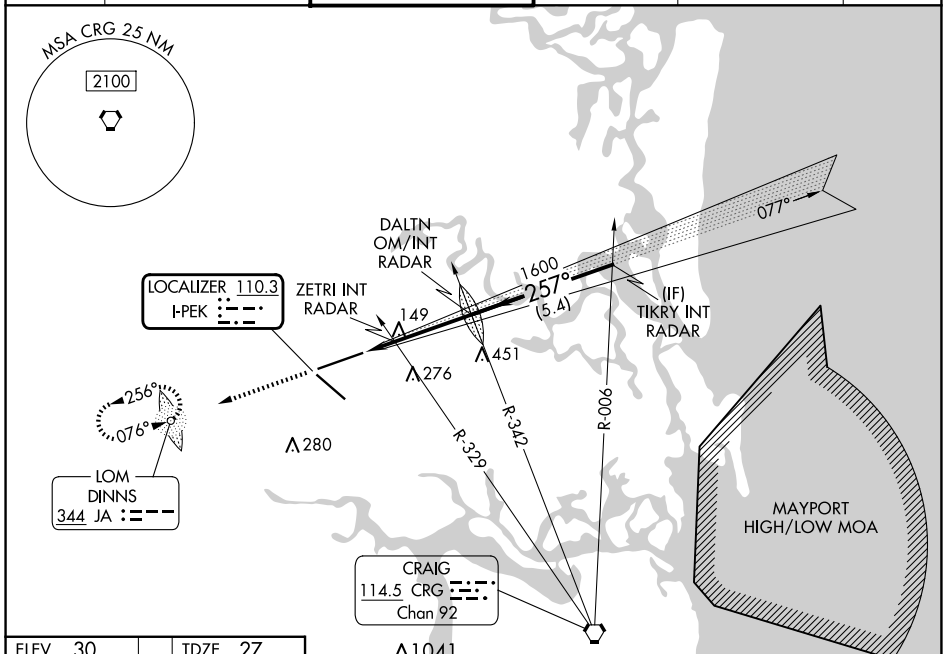 MSA CRG 25 NM
2100
077°
DALTN
OM/INT
RADAR
1600
257°
(5.4)
(IF)
TIKRY INT
RADAR
LOCALIZER 110.3
I-PEK
ZETRI INT
RADAR
149
451
276
256°
076°
280
R-329
R-342
R-006
LOM
DINNS
344 JA
MAYPORT
HIGH/LOW MOA
CRAIG
114.5 CRG
Chan 92
1041
ELEV 30
TDZE 27